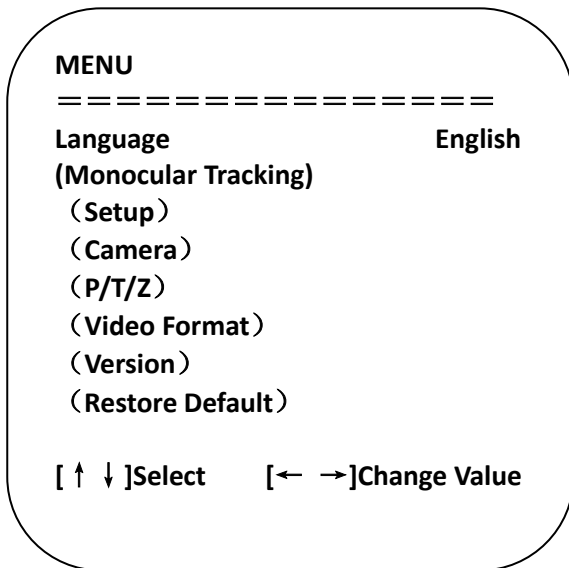 MENU
===============
Language English
(Monocular Tracking)
（Setup）
（Camera）
（P/T/Z）
（Video Format）
（Version）
（Restore Default）
[ ↑ ↓ ]Select [← →]Change Value